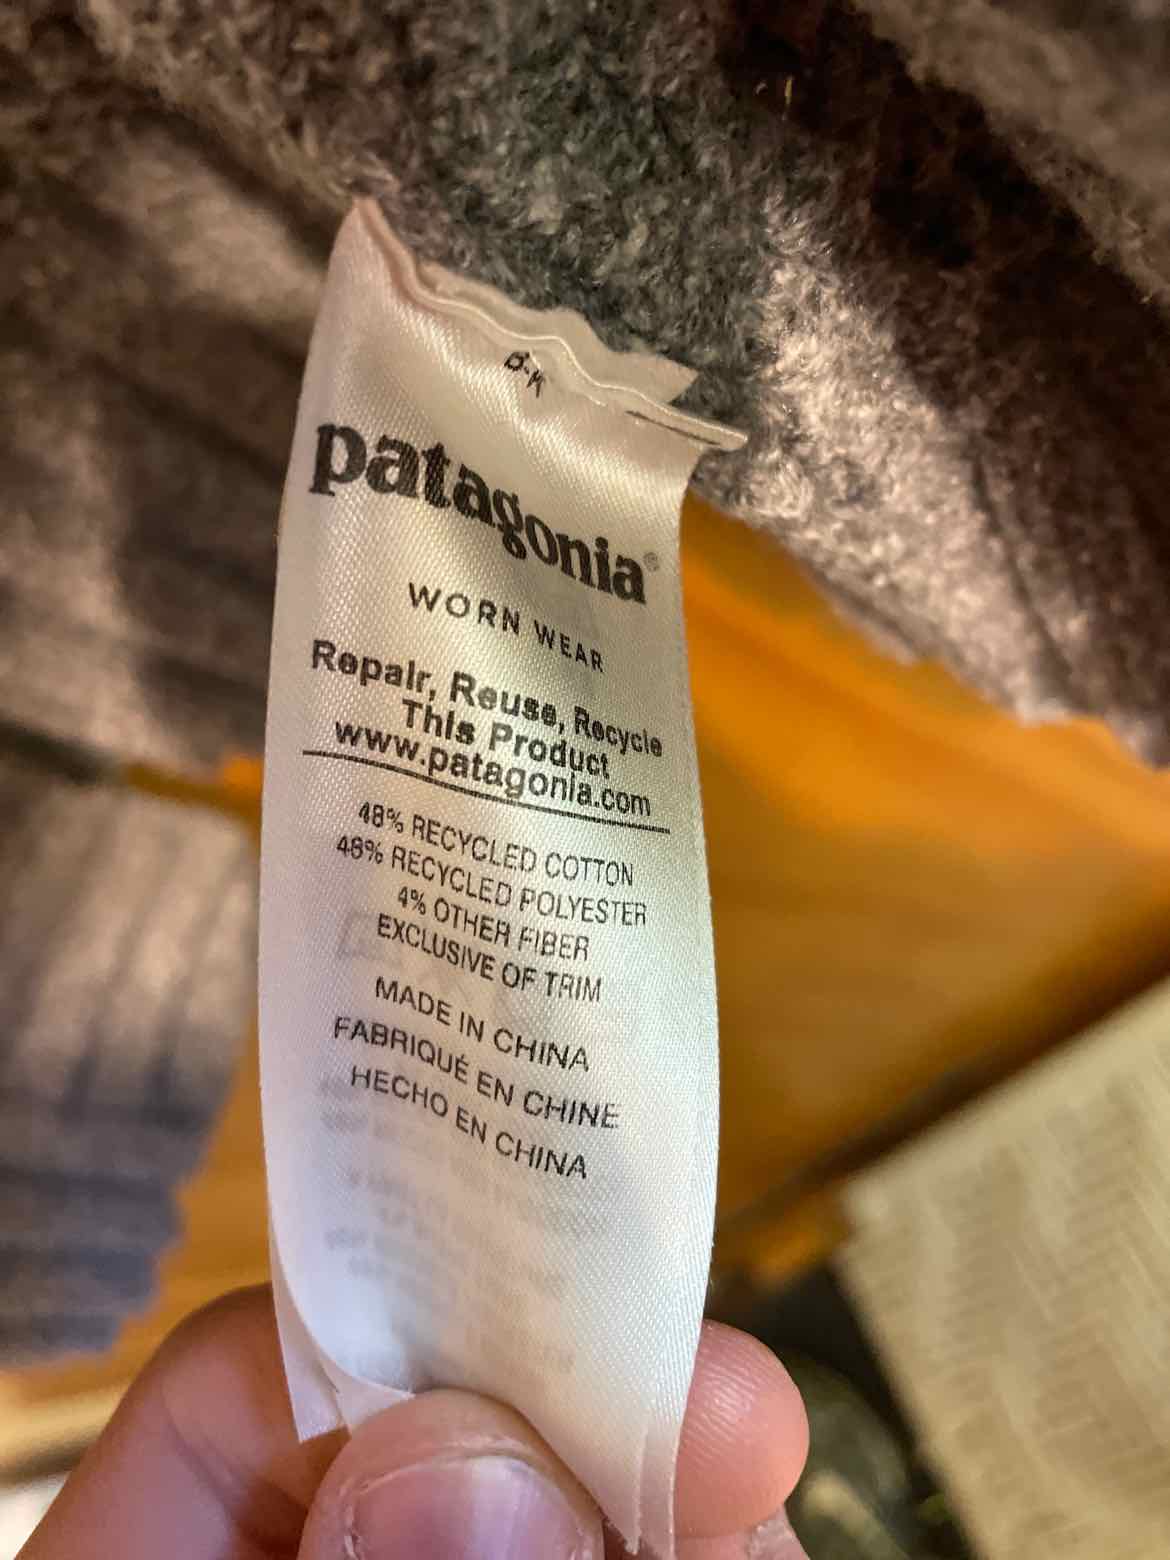 B-M
patagonia®
WORN WEAR
Repair, Reuse, Recycle
This Product
www.patagonia.com
48% RECYCLED COTTON
48% RECYCLED POLYESTER
4% OTHER FIBER
EXCLUSIVE OF TRIM
MADE IN CHINA
FABRIQUÉ EN CHINE
HECHO EN CHINA